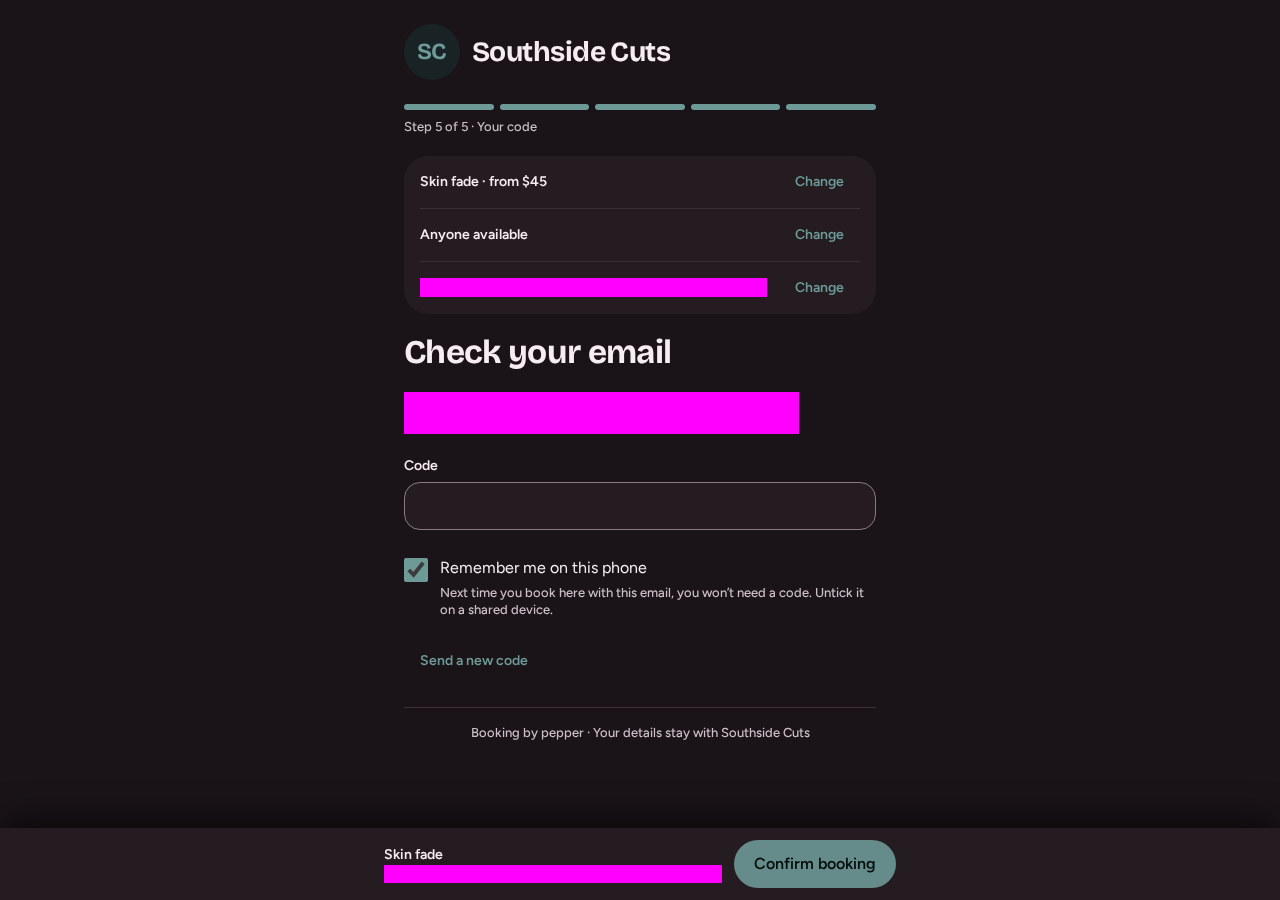 SC
Southside Cuts
Step 5 of 5 · Your code
Skin fade · from $45
Change
Anyone available
Change
Change
Check your email
Code
Remember me on this phone
Next time you book here with this email, you won’t need a code. Untick it
on a shared device.
Send a new code
Booking by pepper · Your details stay with Southside Cuts
Skin fade
Confirm booking